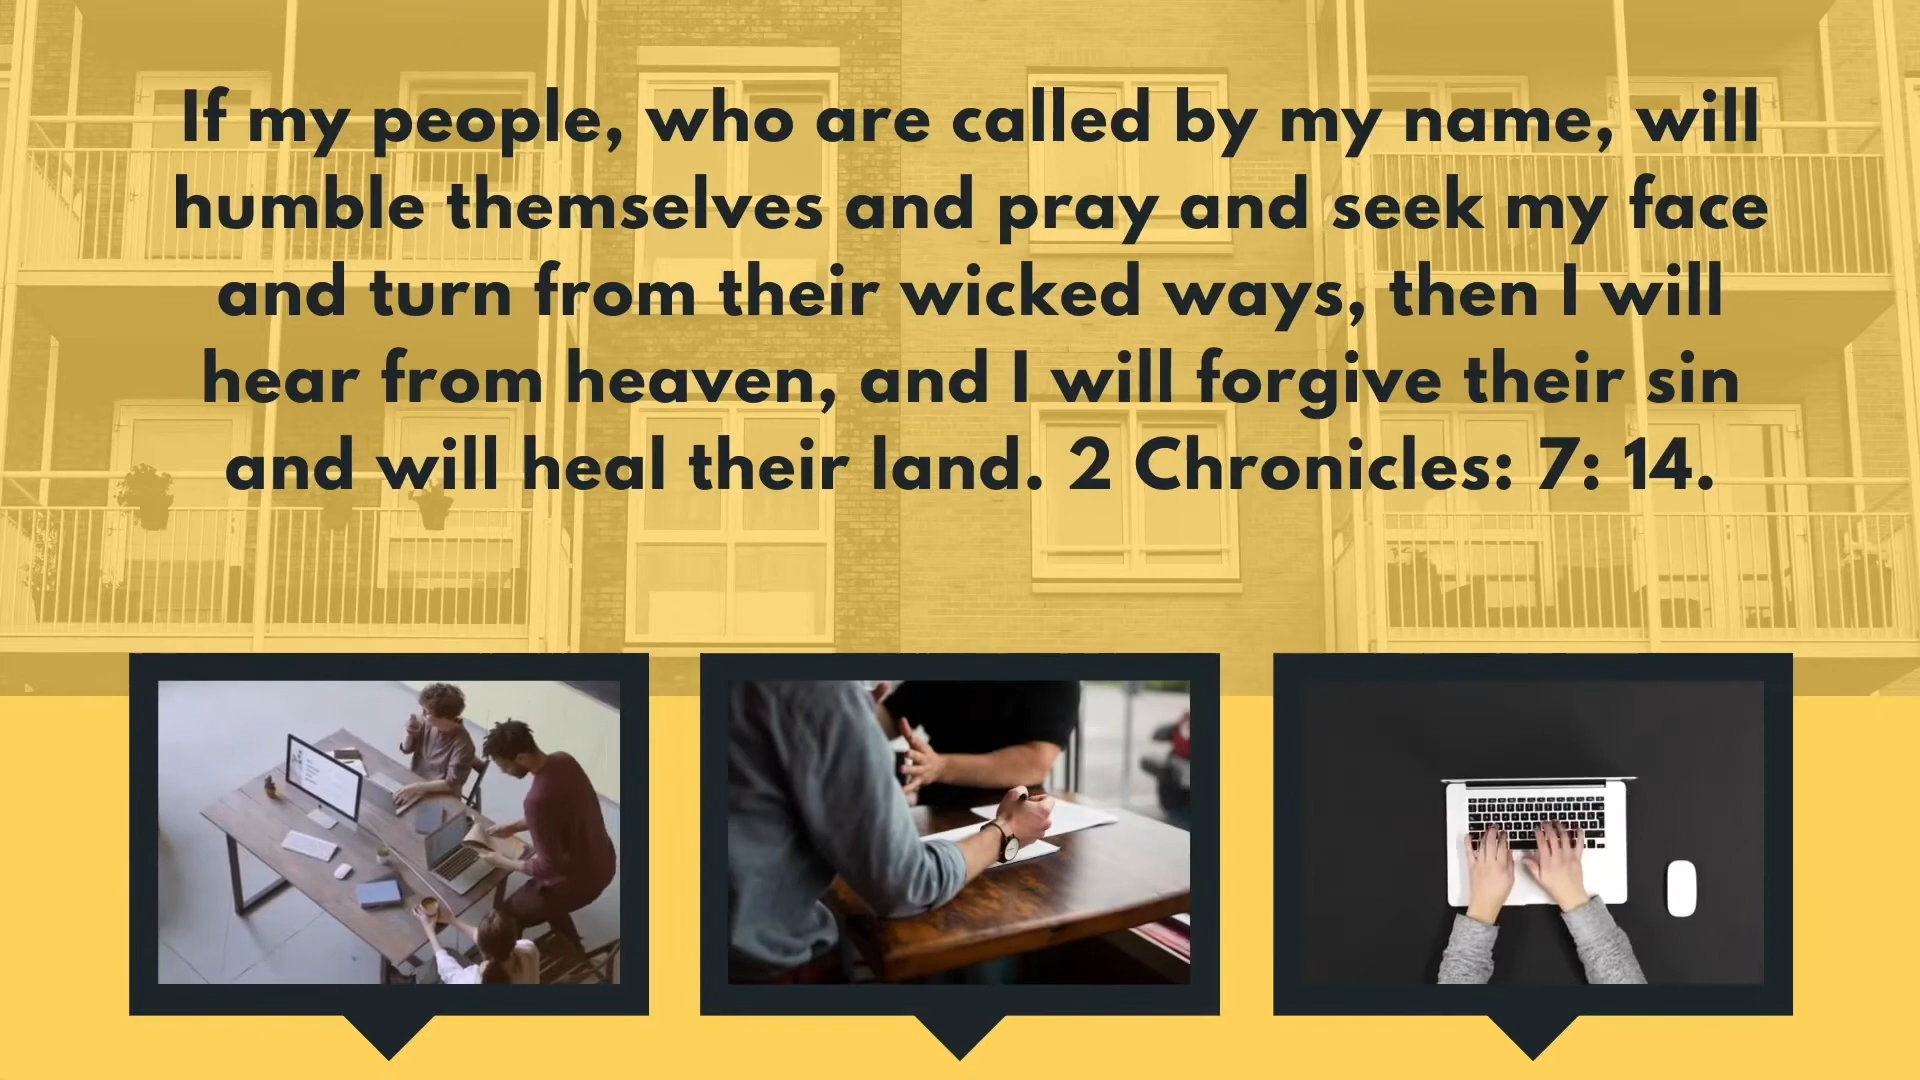 If my people, who are called by my name, will
humble themselves and pray and seek my face
and turn from their wicked ways, then I will
hear from heaven, and I will forgive their sin
and will heal their land. 2 Chronicles: 7: 14.